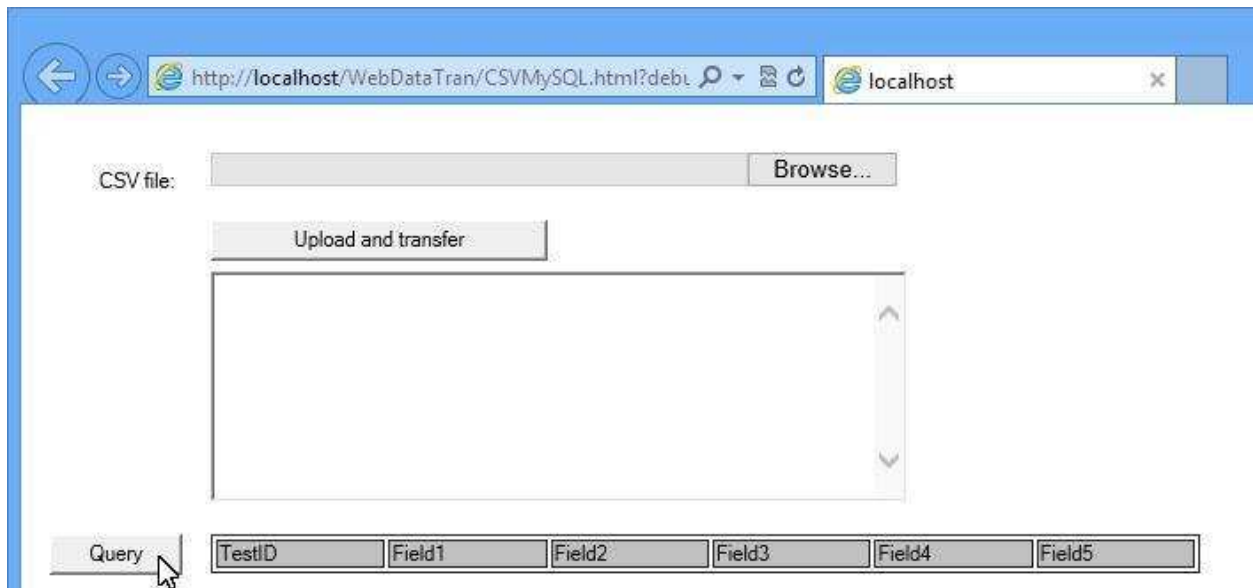 http://localhost/WebDataTran/CSVMySQL.html?debu
localhost
CSV file:
Browse...
Upload and transfer
Query
TestID Field1 Field2 Field3 Field4 Field5